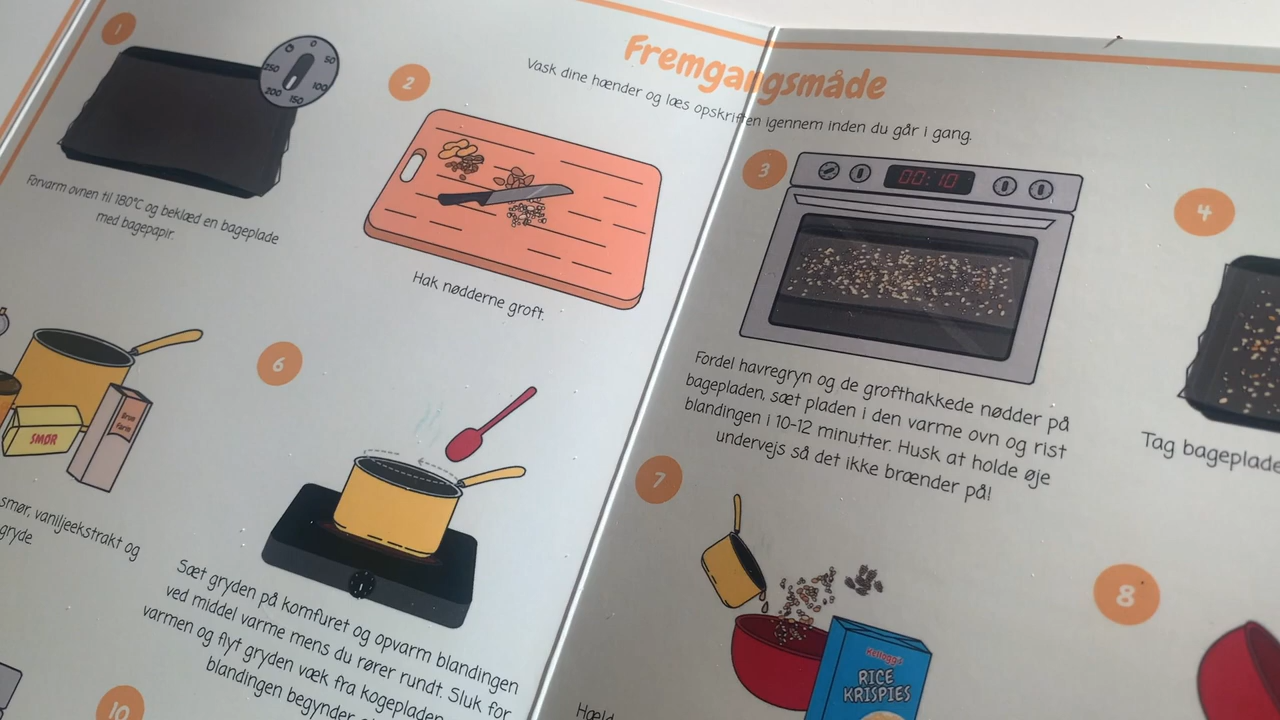 Fremgangsmåde
Vask dine hænder og læs opskriften igennem inden du går i gang.
1
0
50
100
150
200
250
Forvarm ovnen til 180°C og beklæd en bageplade
med bagepapir.
2
Hak nødderne groft.
3
00:10
Fordel havregryn og de grofthakkede nødder på
bagepladen, sæt pladen i den varme ovn og rist
blandingen i 10-12 minutter. Husk at holde øje
undervejs så det ikke brænder på!
4
Tag bageplade
SMØR
Brun
Farin
smør, vaniljeekstrakt og
gryde.
6
Sæt gryden på komfuret og opvarm blandingen
ved middel varme mens du rører rundt. Sluk for
varmen og flyt gryden væk fra kogepladen
blandingen begynder
7
Kellogg's
RICE
KRISPIES
Hæld
8
10